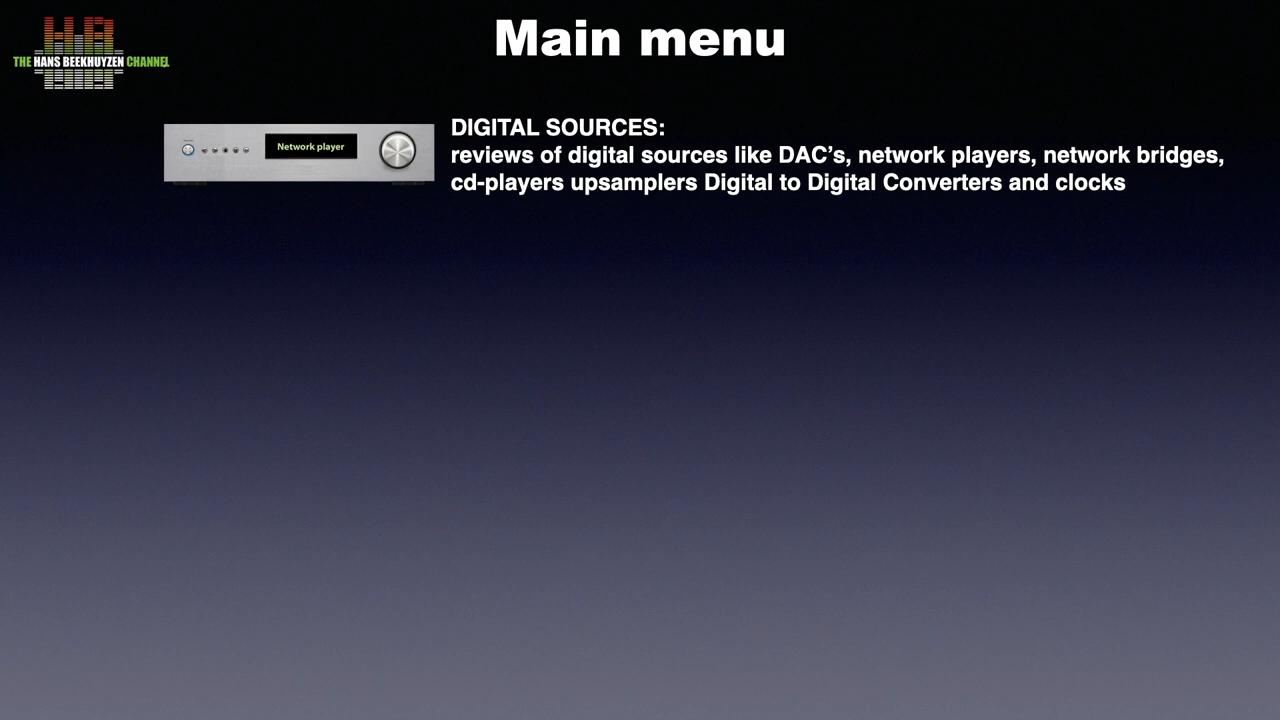 Main menu
THE HANS BEEKHUYZEN CHANNEL
DIGITAL SOURCES:
reviews of digital sources like DAC’s, network players, network bridges,
cd-players upsamplers Digital to Digital Converters and clocks
Network player